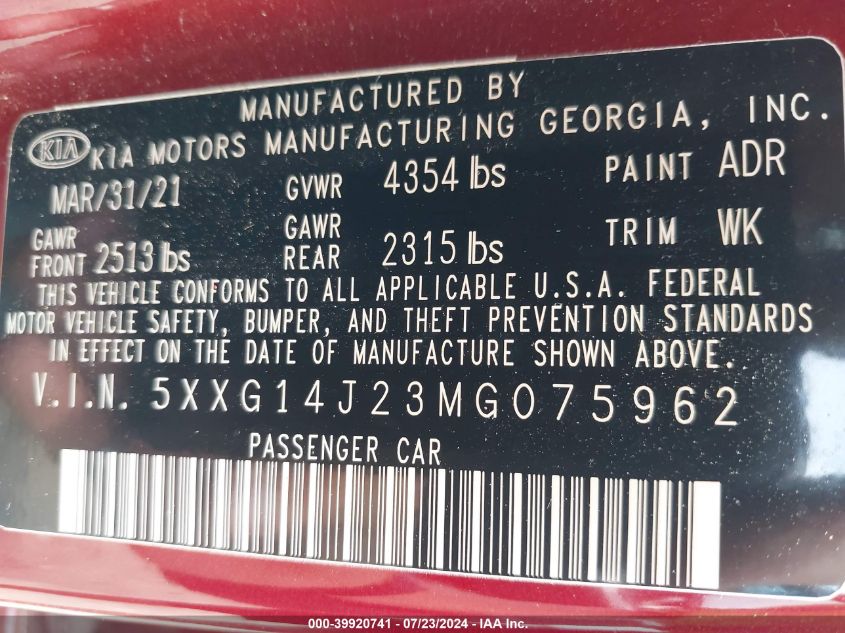 MANUFACTURED BY
KIA KIA MOTORS MANUFACTURING GEORGIA, INC.
MAR/31/21 GVWR 4354 lbs PAINT ADR
GAWR FRONT 2513 lbs GAWR REAR 2315 lbs TRIM WK
THIS VEHICLE CONFORMS TO ALL APPLICABLE U.S.A. FEDERAL
MOTOR VEHICLE SAFETY, BUMPER, AND THEFT PREVENTION STANDARDS
IN EFFECT ON THE DATE OF MANUFACTURE SHOWN ABOVE.
V.I.N. 5XXG14J23MG075962
PASSENGER CAR
000-39920741 - 07/23/2024 - IAA Inc.